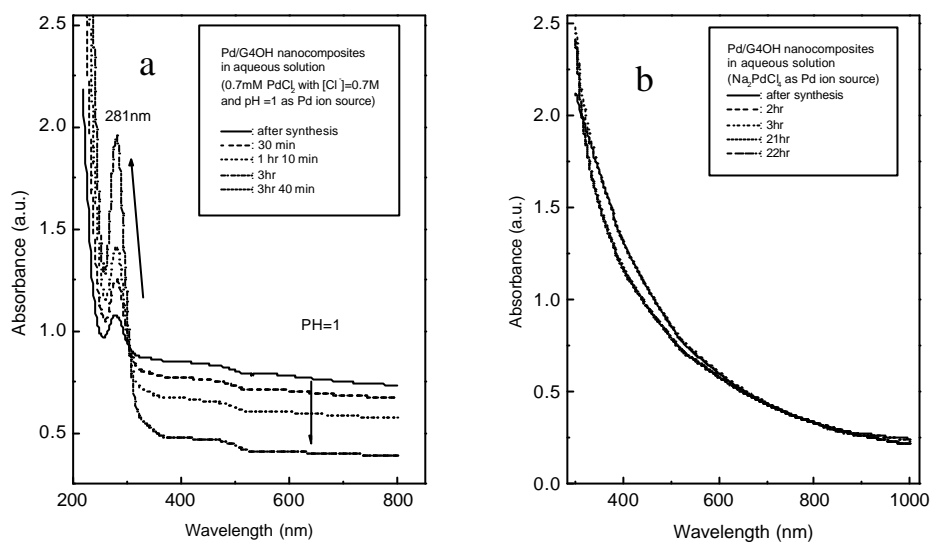 a
Pd/G4OH nanocomposites
in aqueous solution
(0.7mM PdCl2 with [Cl-]=0.7M
and pH =1 as Pd ion source)
: after synthesis
: 30 min
: 1 hr 10 min
: 3hr
: 3hr 40 min
281nm
PH=1
2.5
2.0
1.5
1.0
0.5
200
400
600
800
Absorbance (a.u.)
Wavelength (nm)
b
Pd/G4OH nanocomposites
in aqueous solution
(Na2PdCl4 as Pd ion source)
: after synthesis
: 2hr
: 3hr
: 21hr
: 22hr
2.5
2.0
1.5
1.0
0.5
0.0
400
600
800
1000
Absorbance (a.u.)
Wavelength (nm)